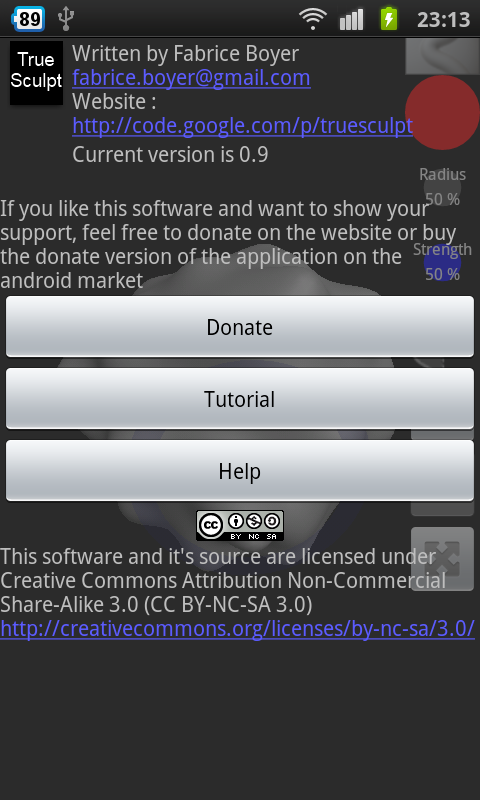 89
23:13
True
Sculpt
Written by Fabrice Boyer
fabrice.boyer@gmail.com
Website :
http://code.google.com/p/truesculpt
Current version is 0.9
Radius
50 %
If you like this software and want to show your
support, feel free to donate on the website or buy
the donate version of the application on the
android market
Strength
50 %
Donate
Tutorial
Help
cc
BY NC SA
This software and it's source are licensed under
Creative Commons Attribution Non-Commercial
Share-Alike 3.0 (CC BY-NC-SA 3.0)
http://creativecommons.org/licenses/by-nc-sa/3.0/